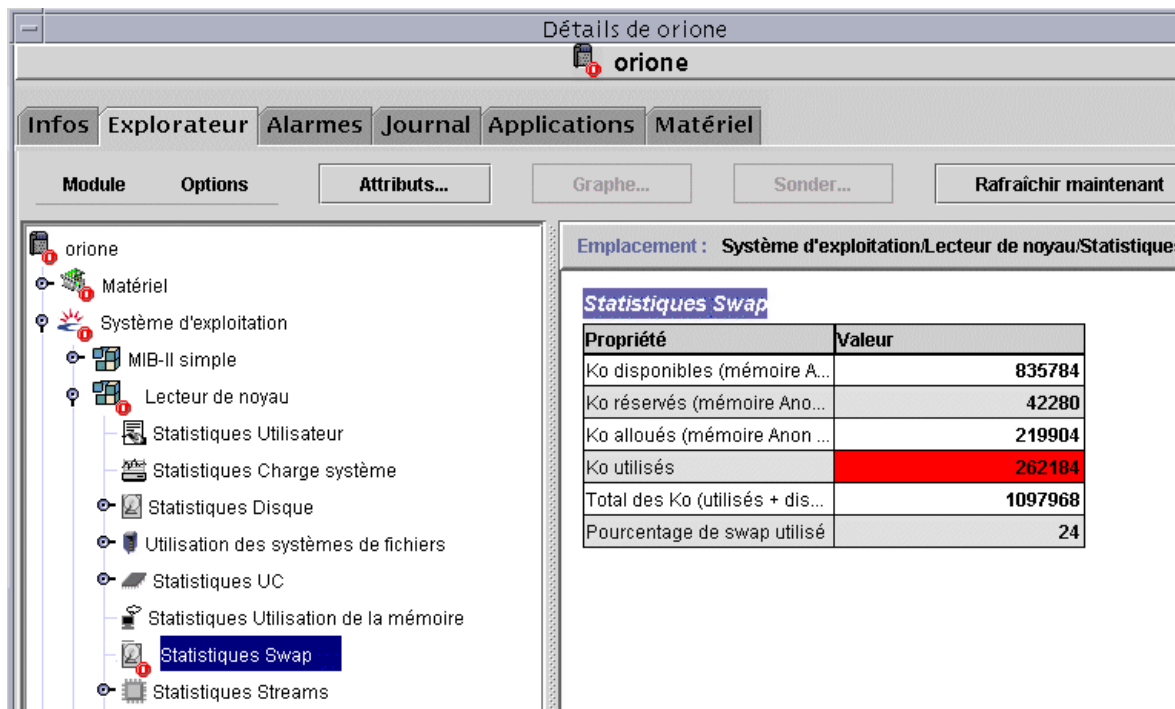 Détails de orione
orione
Infos Explorateur Alarmes Journal Applications Matériel
Module Options Attributs... Graphe... Sonder... Rafraîchir maintenant
orione
Matériel
Système d'exploitation
MIB-II simple
Lecteur de noyau
Statistiques Utilisateur
Statistiques Charge système
Statistiques Disque
Utilisation des systèmes de fichiers
Statistiques UC
Statistiques Utilisation de la mémoire
Statistiques Swap
Statistiques Streams
Emplacement : Système d'exploitation/Lecteur de noyau/Statistiques
Statistiques Swap
Propriété Valeur
Ko disponibles (mémoire A... 835784
Ko réservés (mémoire Ano... 42280
Ko alloués (mémoire Anon ... 219904
Ko utilisés 262184
Total des Ko (utilisés + dis... 1097968
Pourcentage de swap utilisé 24